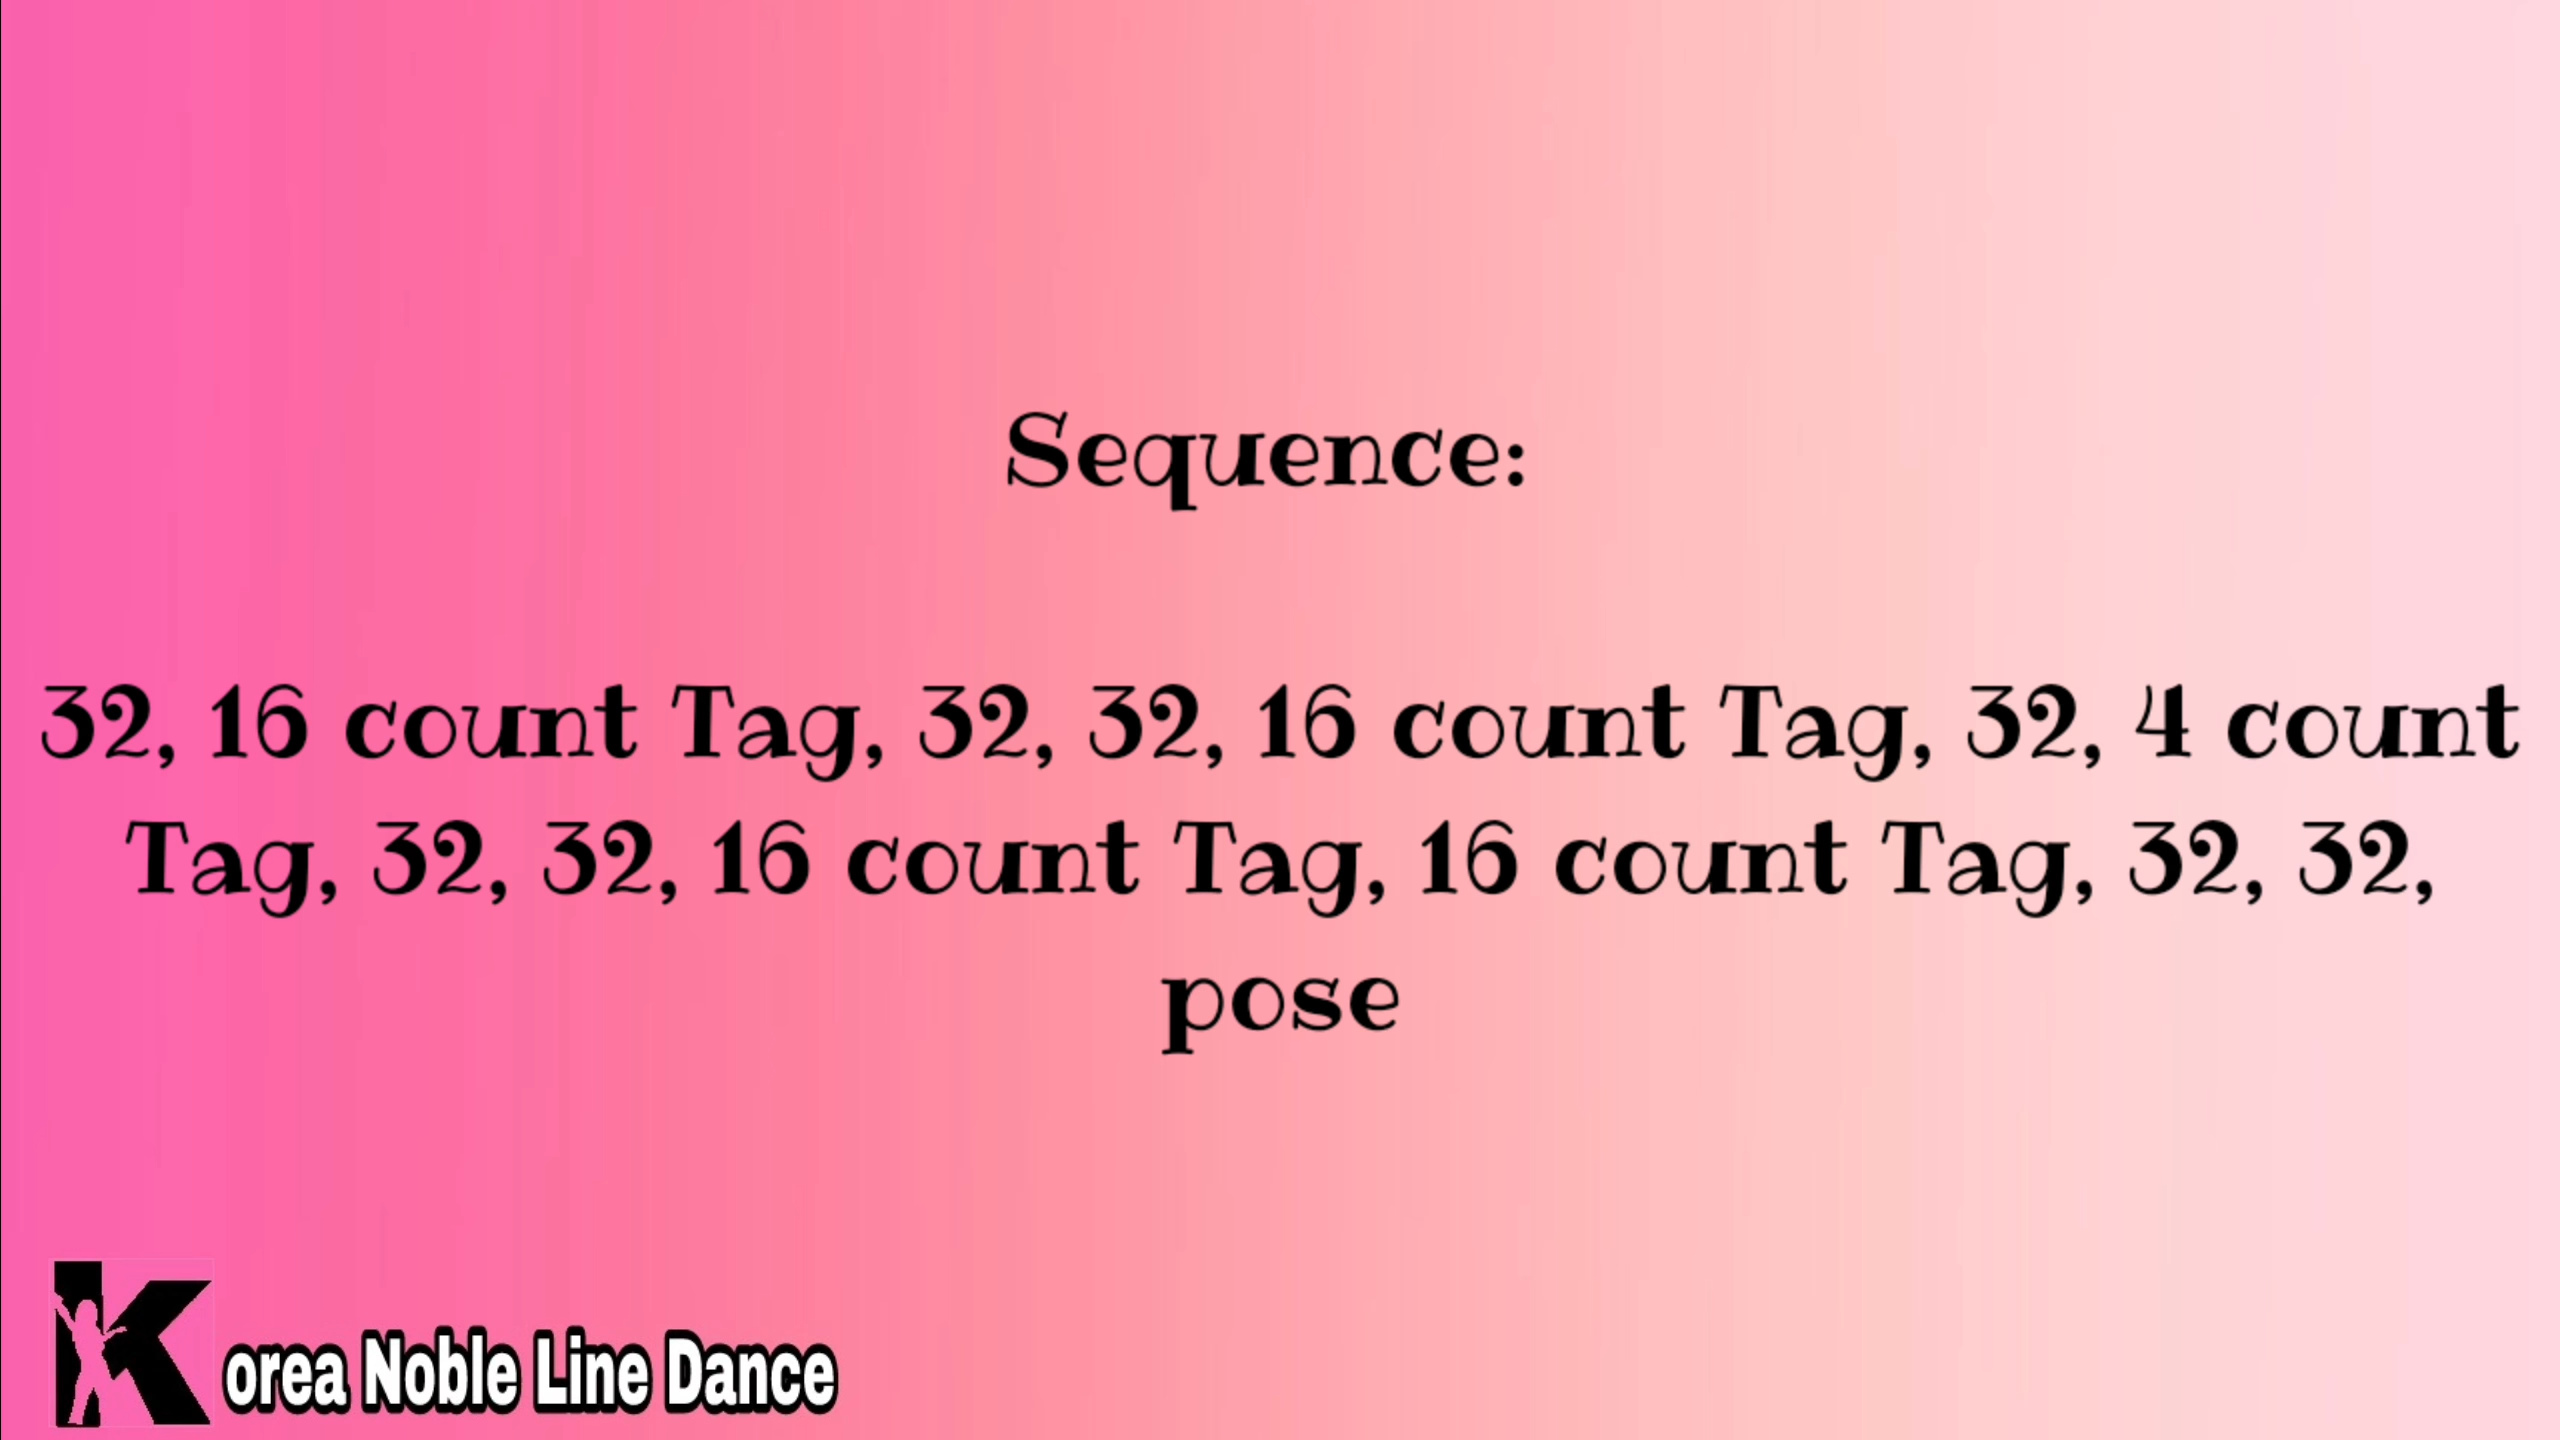 Sequence:
32, 16 count Tag, 32, 32, 16 count Tag, 32, 4 count
Tag, 32, 32, 16 count Tag, 16 count Tag, 32, 32,
pose
Korea Noble Line Dance